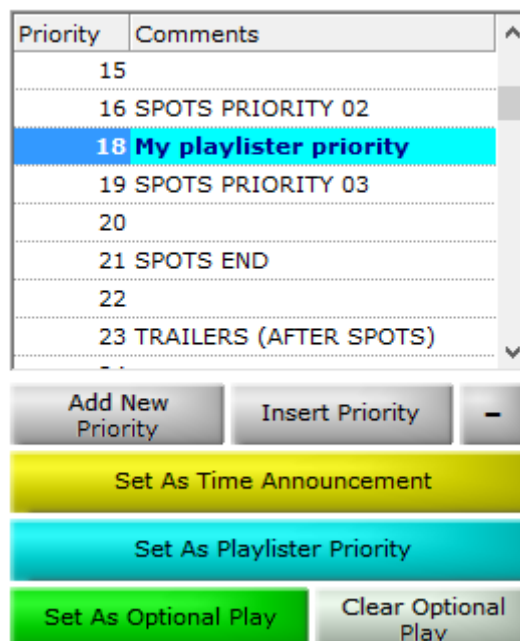 Priority Comments
15
16 SPOTS PRIORITY 02
18 My playlister priority
19 SPOTS PRIORITY 03
20
21 SPOTS END
22
23 TRAILERS (AFTER SPOTS)
Add New
Priority
Insert Priority
-
Set As Time Announcement
Set As Playlister Priority
Set As Optional Play
Clear Optional
Play